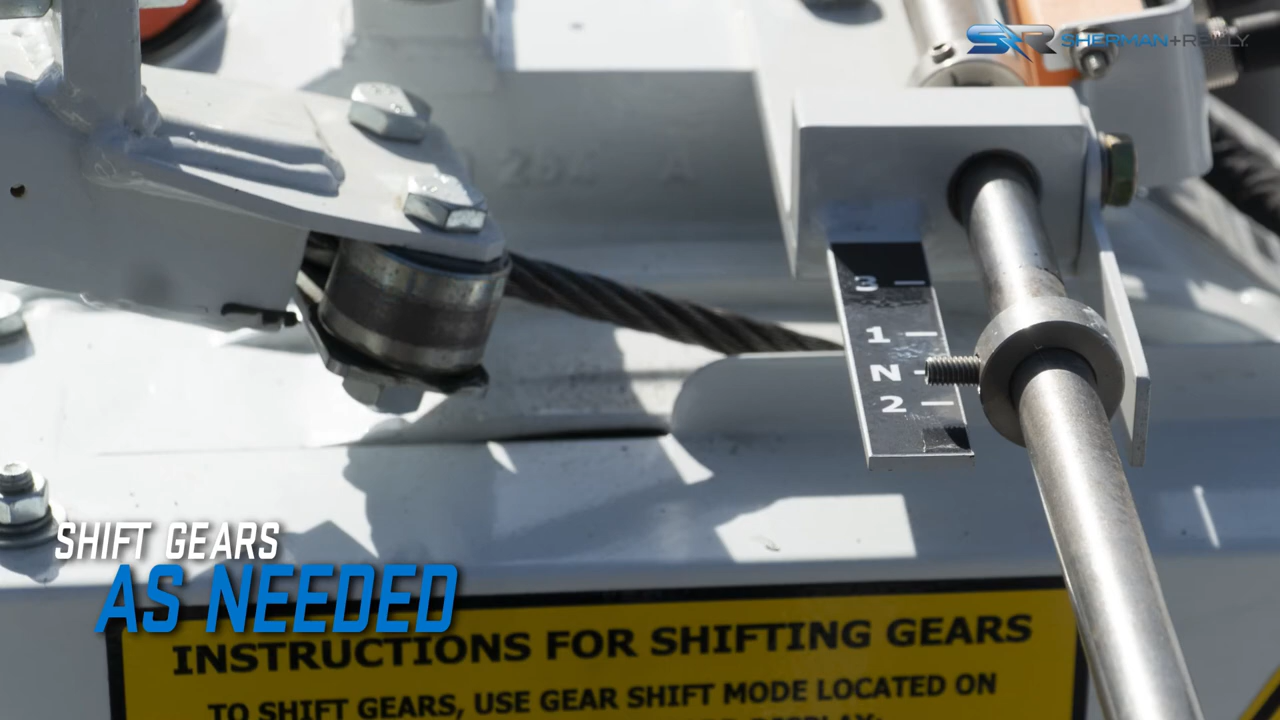 SHERMAN+REILLY
3
1
N
2
SHIFT GEARS
AS NEEDED
INSTRUCTIONS FOR SHIFTING GEARS
TO SHIFT GEARS, USE GEAR SHIFT MODE LOCATED ON
DISPLAY: